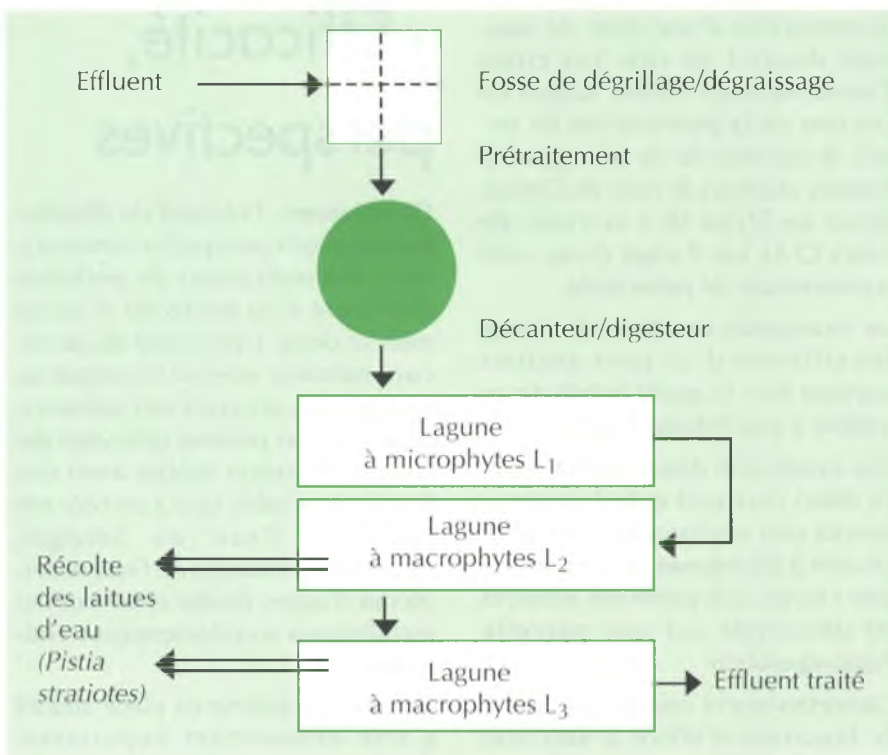 Effluent
Fosse de dégrillage/dégraissage
Prétraitement
Décanteur/digesteur
Lagune
à microphytes L₁
Lagune
à macrophytes L₂
Récolte
des laitues
d'eau
(Pistia
stratiotes)
Lagune
à macrophytes L₃
Effluent traité